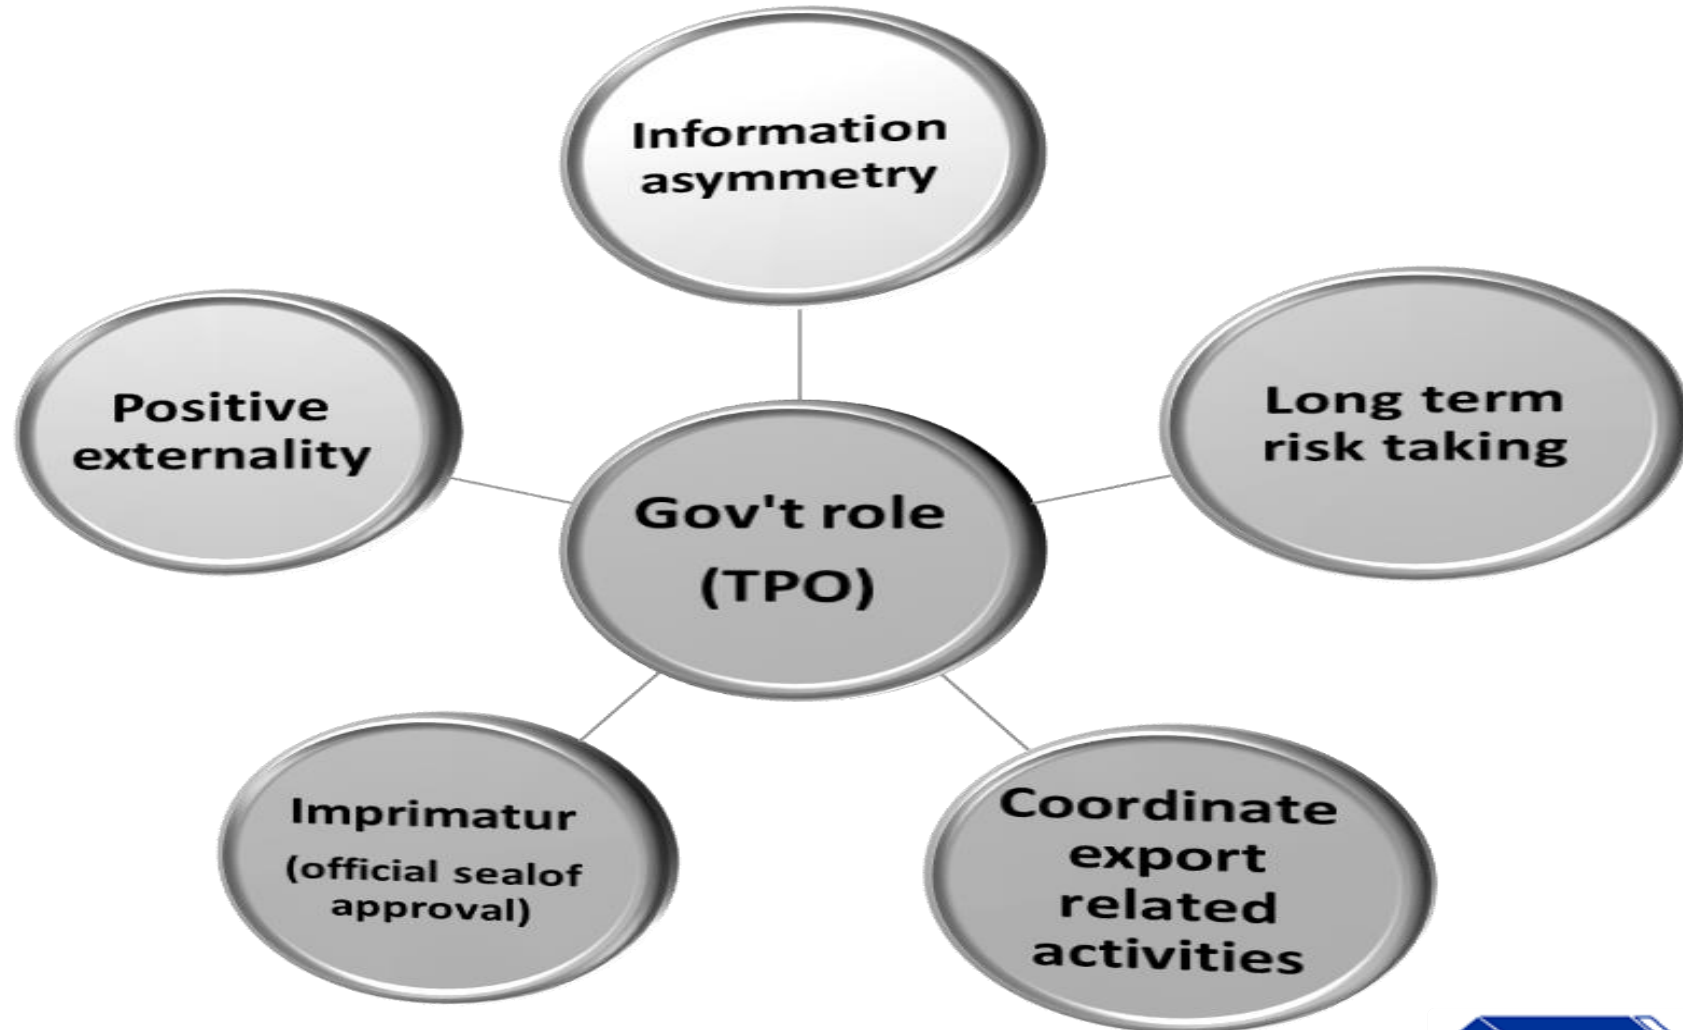 Information
asymmetry
Long term
risk taking
Positive
externality
Gov't role
(TPO)
Imprimatur
(official sealof
approval)
Coordinate
export
related
activities